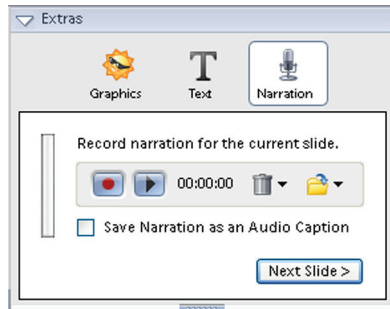 Extras
Graphics Text Narration
Record narration for the current slide.
00:00:00
Save Narration as an Audio Caption
Next Slide >